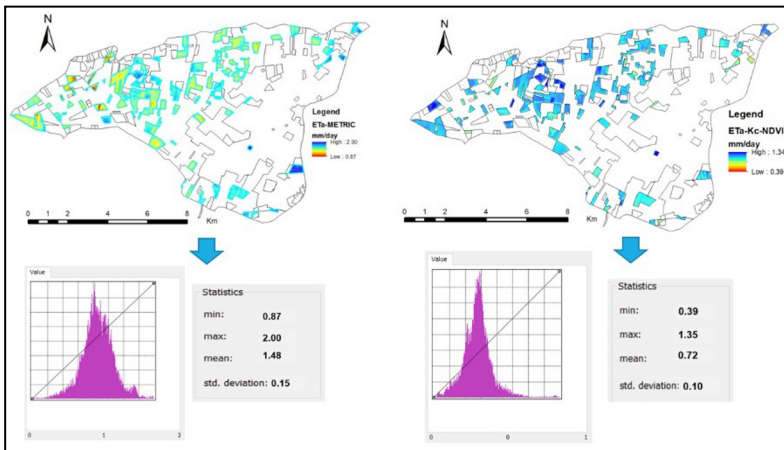 N
Legend
ETa-METRIC
mm/day
High : 2.00
Low : 0.87
0 1 2 4 6 8
Km
Value
0 1 2
Statistics
min: 0.87
max: 2.00
mean: 1.48
std. deviation: 0.15
N
Legend
ETa-Kc-NDVI
mm/day
High : 1.34
Low : 0.39
0 1 2 4 6 8
Km
Value
0 0 1
Statistics
min: 0.39
max: 1.35
mean: 0.72
std. deviation : 0.10